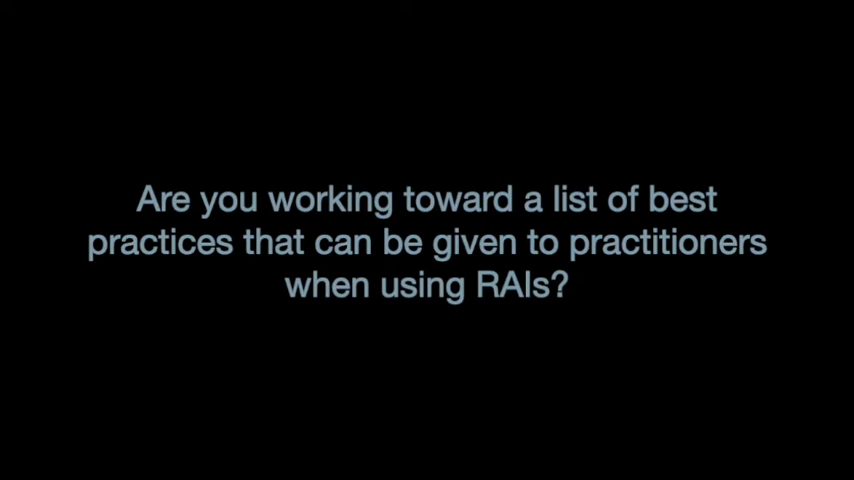 Are you working toward a list of best
practices that can be given to practitioners
when using RAIs?